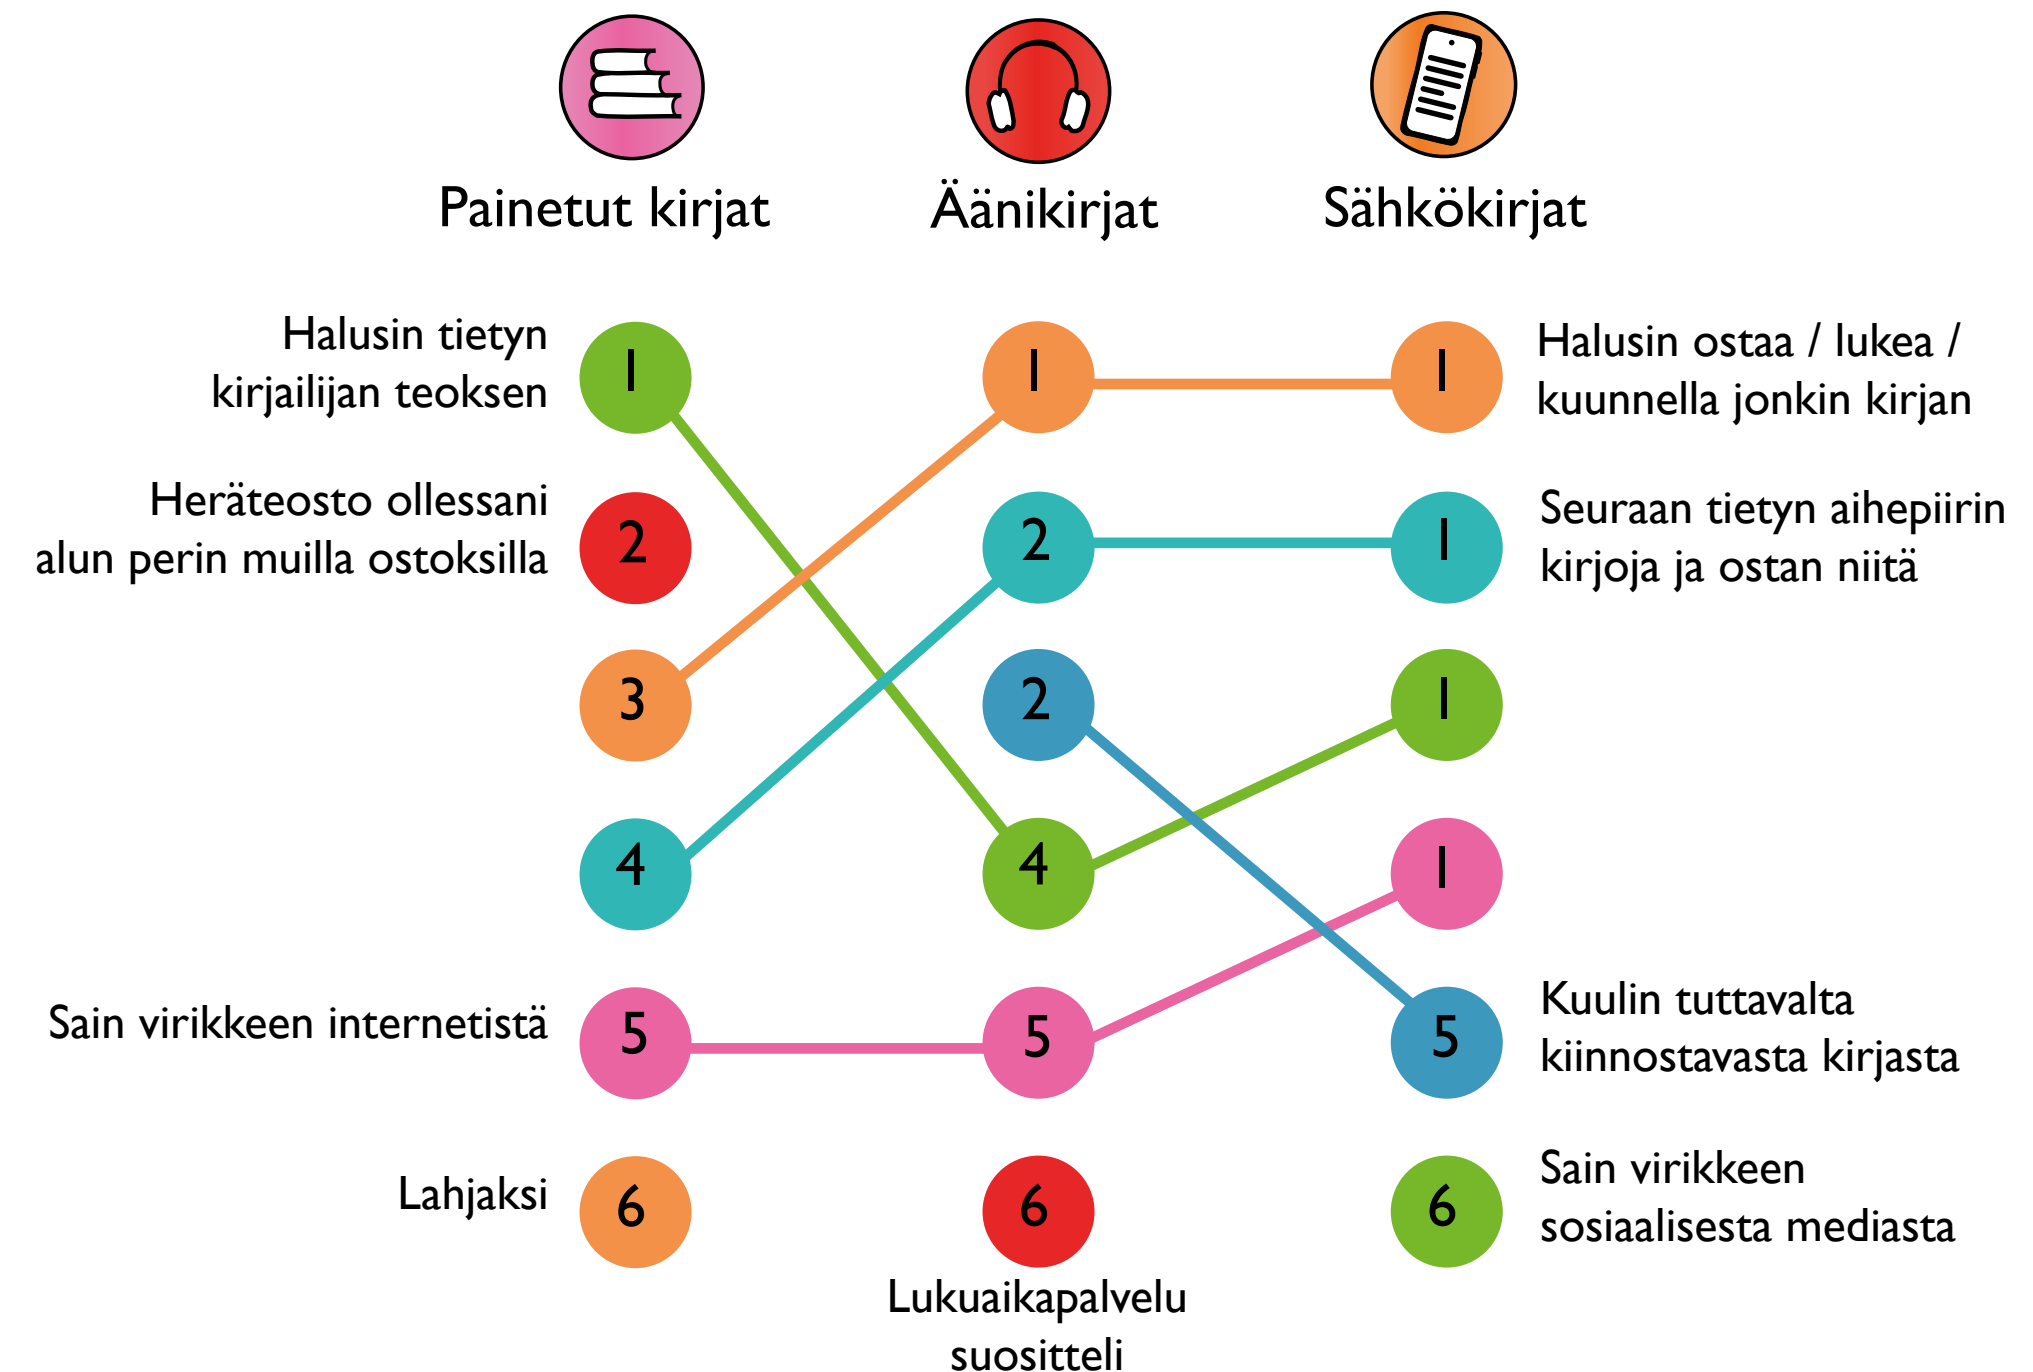 Painetut kirjat
Äänikirjat
Sähkökirjat
Halusin tietyn
kirjailijan teoksen
1
1
1
Halusin ostaa / lukea /
kuunnella jonkin kirjan
Heräteosto ollessani
alun perin muilla ostoksilla
2
2
1
Seuraan tietyn aihepiirin
kirjoja ja ostan niitä
3
2
1
4
4
1
Sain virikkeen internetistä
5
5
5
Kuulin tuttavalta
kiinnostavasta kirjasta
Lahjaksi
6
6
6
Sain virikkeen
sosiaalisesta mediasta
Lukuaikapalvelu
suositteli